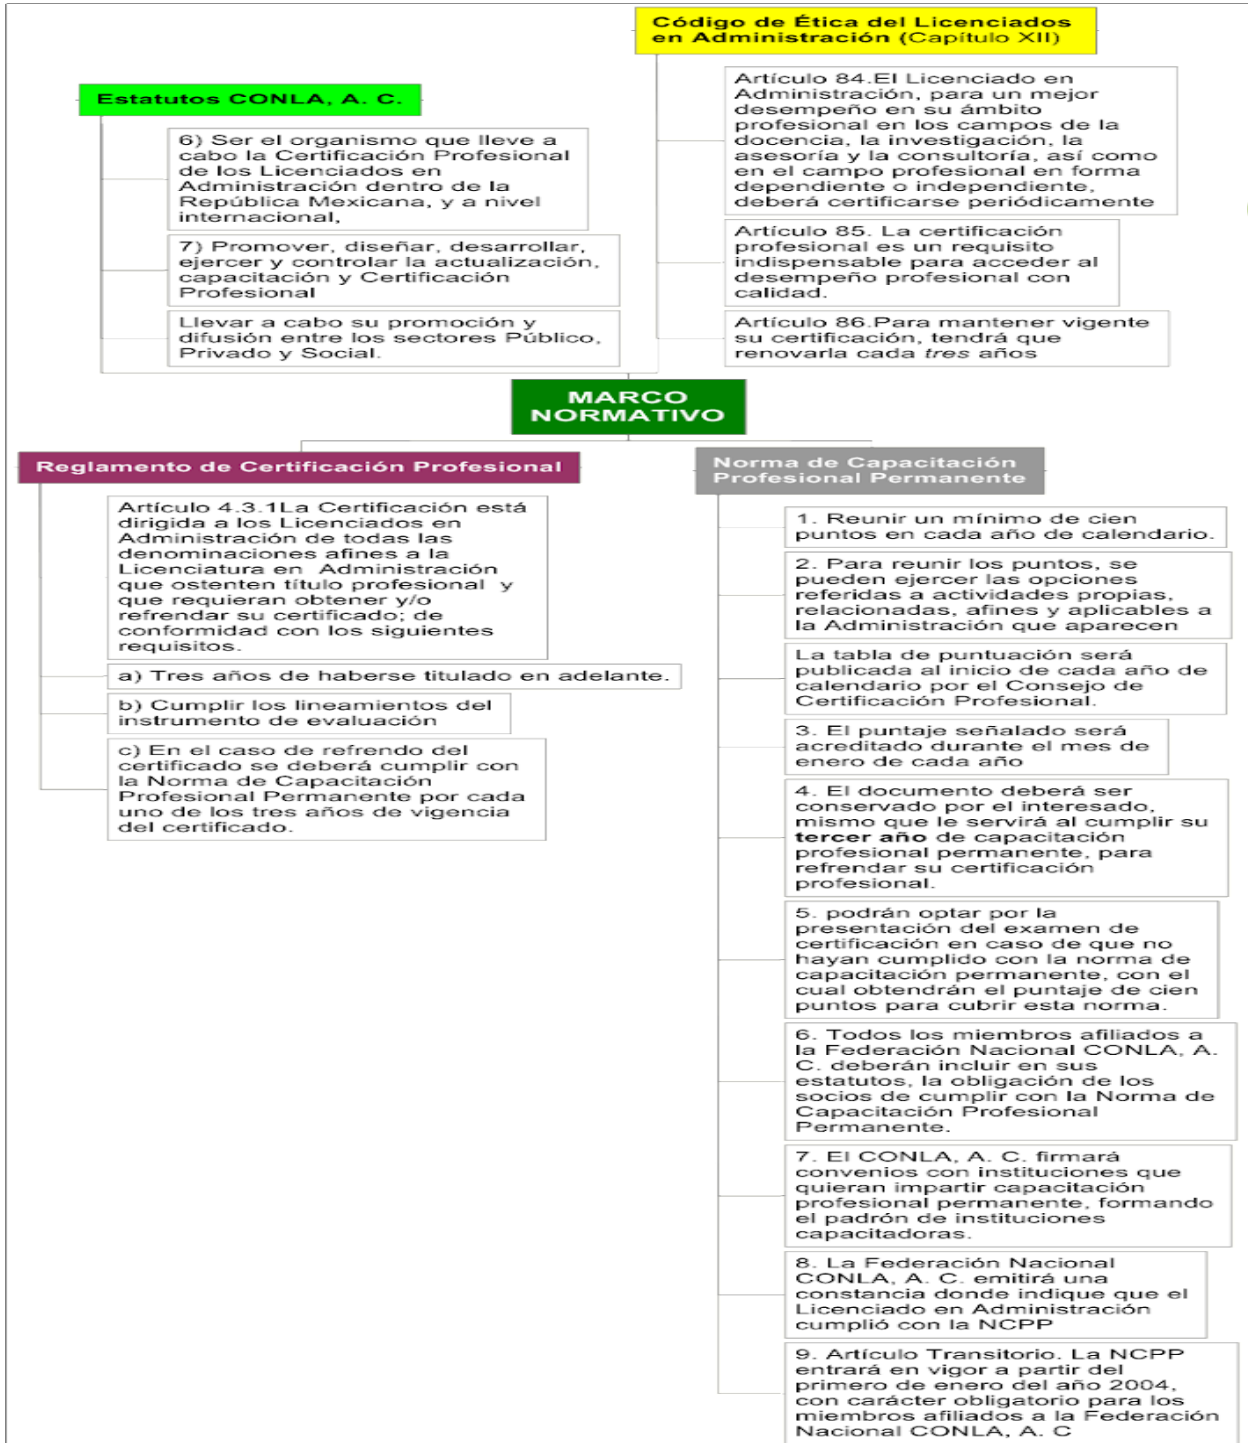 Código de Ética del Licenciados
en Administración (Capítulo XII)
Artículo 84.El Licenciado en
Administración, para un mejor
desempeño en su ámbito
profesional en los campos de la
docencia, la investigación, la
asesoría y la consultoría, así como
en el campo profesional en forma
dependiente o independiente,
deberá certificarse periódicamente
Artículo 85. La certificación
profesional es un requisito
indispensable para acceder al
desempeño profesional con
calidad.
Artículo 86.Para mantener vigente
su certificación, tendrá que
renovarla cada tres años
Estatutos CONLA, A. C.
6) Ser el organismo que lleve a
cabo la Certificación Profesional
de los Licenciados en
Administración dentro de la
República Mexicana, y a nivel
internacional,
7) Promover, diseñar, desarrollar,
ejercer y controlar la actualización,
capacitación y Certificación
Profesional
Llevar a cabo su promoción y
difusión entre los sectores Público,
Privado y Social.
MARCO
NORMATIVO
Reglamento de Certificación Profesional
Artículo 4.3.1La Certificación está
dirigida a los Licenciados en
Administración de todas las
denominaciones afines a la
Licenciatura en Administración
que ostenten título profesional y
que requieran obtener y/o
refrendar su certificado; de
conformidad con los siguientes
requisitos.
a) Tres años de haberse titulado en adelante.
b) Cumplir los lineamientos del
instrumento de evaluación
c) En el caso de refrendo del
certificado se deberá cumplir con
la Norma de Capacitación
Profesional Permanente por cada
uno de los tres años de vigencia
del certificado.
Norma de Capacitación
Profesional Permanente
1. Reunir un mínimo de cien
puntos en cada año de calendario.
2. Para reunir los puntos, se
pueden ejercer las opciones
referidas a actividades propias,
relacionadas, afines y aplicables a
la Administración que aparecen
La tabla de puntuación será
publicada al inicio de cada año de
calendario por el Consejo de
Certificación Profesional.
3. El puntaje señalado será
acreditado durante el mes de
enero de cada año
4. El documento deberá ser
conservado por el interesado,
mismo que le servirá al cumplir su
tercer año de capacitación
profesional permanente, para
refrendar su certificación
profesional.
5. podrán optar por la
presentación del examen de
certificación en caso de que no
hayan cumplido con la norma de
capacitación permanente, con el
cual obtendrán el puntaje de cien
puntos para cubrir esta norma.
6. Todos los miembros afiliados a
la Federación Nacional CONLA, A.
C. deberán incluir en sus
estatutos, la obligación de los
socios de cumplir con la Norma de
Capacitación Profesional
Permanente.
7. El CONLA, A. C. firmará
convenios con instituciones que
quieran impartir capacitación
profesional permanente, formando
el padrón de instituciones
capacitadoras.
8. La Federación Nacional
CONLA, A. C. emitirá una
constancia donde indique que el
Licenciado en Administración
cumplió con la NCPP
9. Artículo Transitorio. La NCPP
entrará en vigor a partir del
primero de enero del año 2004,
con carácter obligatorio para los
miembros afiliados a la Federación
Nacional CONLA, A. C